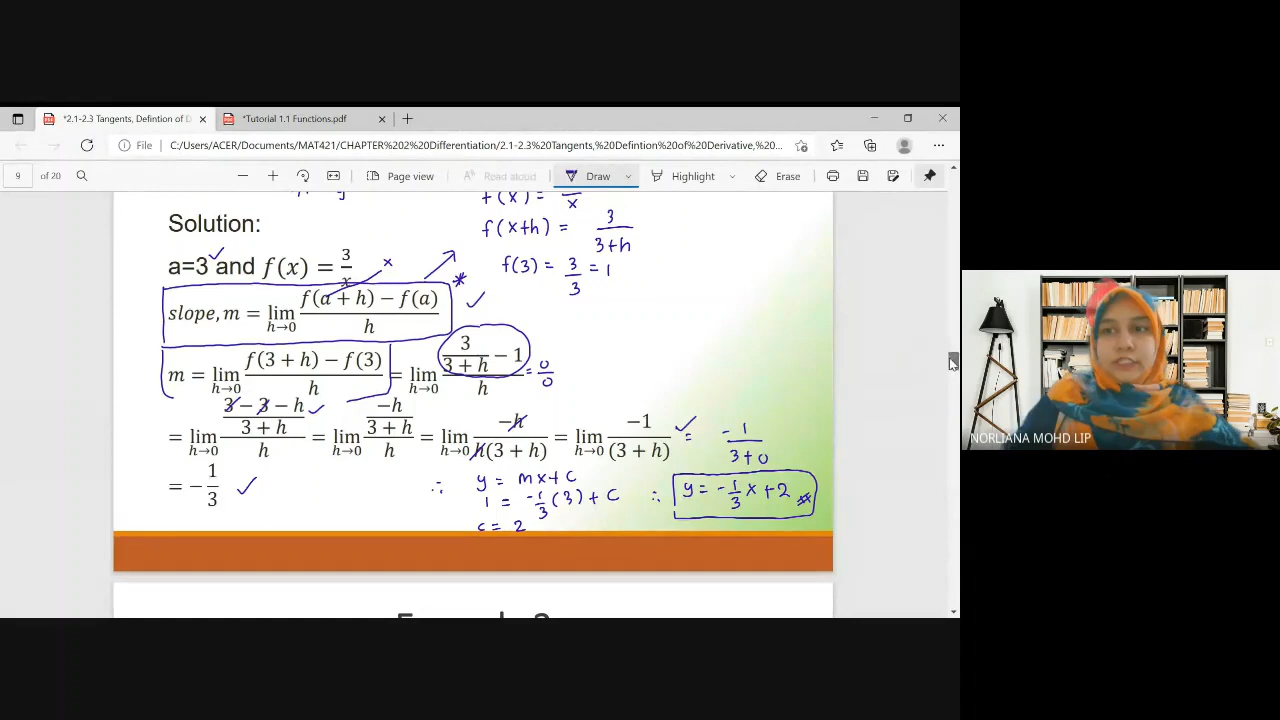 *2.1-2.3 Tangents, Defintion of D
*Tutorial 1.1 Functions.pdf
File C:/Users/ACER/Documents/MAT421/CHAPTER%202%20Differentiation/2.1-2.3%20Tangents,%20Defintion%20of%20Derivative,%20...
9 of 20 Page view Read aloud Draw Highlight Erase
f(x) = /x
Solution:
f(x+h) = 3/(3+h)
a=3 and f(x) = 3/x
x
f(3) = 3/3 = 1
slope, m = lim h→0 (f(a + h) − f(a))/h *
m = lim h→0 (f(3 + h) − f(3))/h = lim h→0 (3/(3 + h) − 1)/h = 0/0
= lim h→0 ((3 − 3 − h)/(3 + h))/h = lim h→0 (−h/(3 + h))/h = lim h→0 −h/(h(3 + h)) = lim h→0 −1/((3 + h)) = -1/(3+0)
= −1/3
∴ y = mx+c
1 = -1/3 (3) + C
c = 2
∴ y = -1/3 x + 2
NORLIANA MOHD LIP